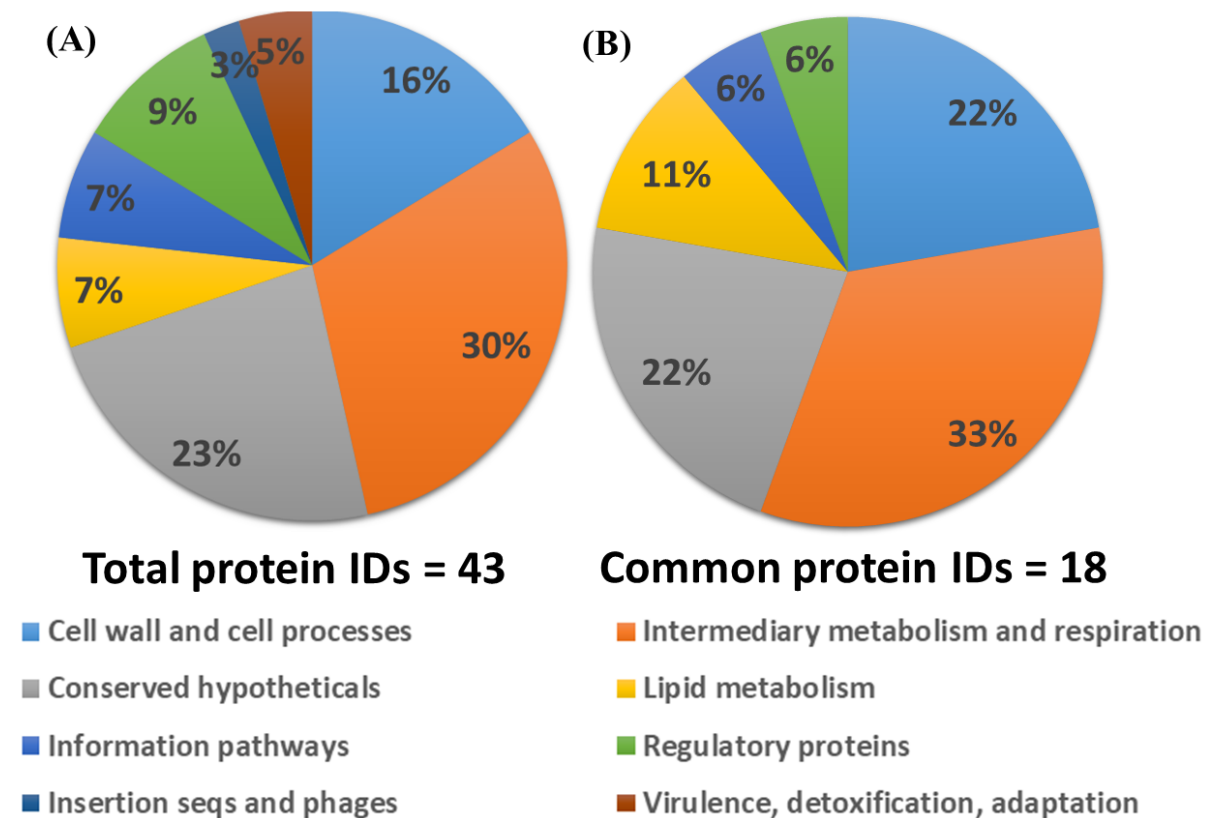 (A)
5%
3%
16%
9%
7%
30%
7%
23%
Total protein IDs = 43
(B)
6%
6%
22%
11%
22%
33%
Common protein IDs = 18
Cell wall and cell processes
Intermediary metabolism and respiration
Conserved hypotheticals
Lipid metabolism
Information pathways
Regulatory proteins
Insertion seqs and phages
Virulence, detoxification, adaptation